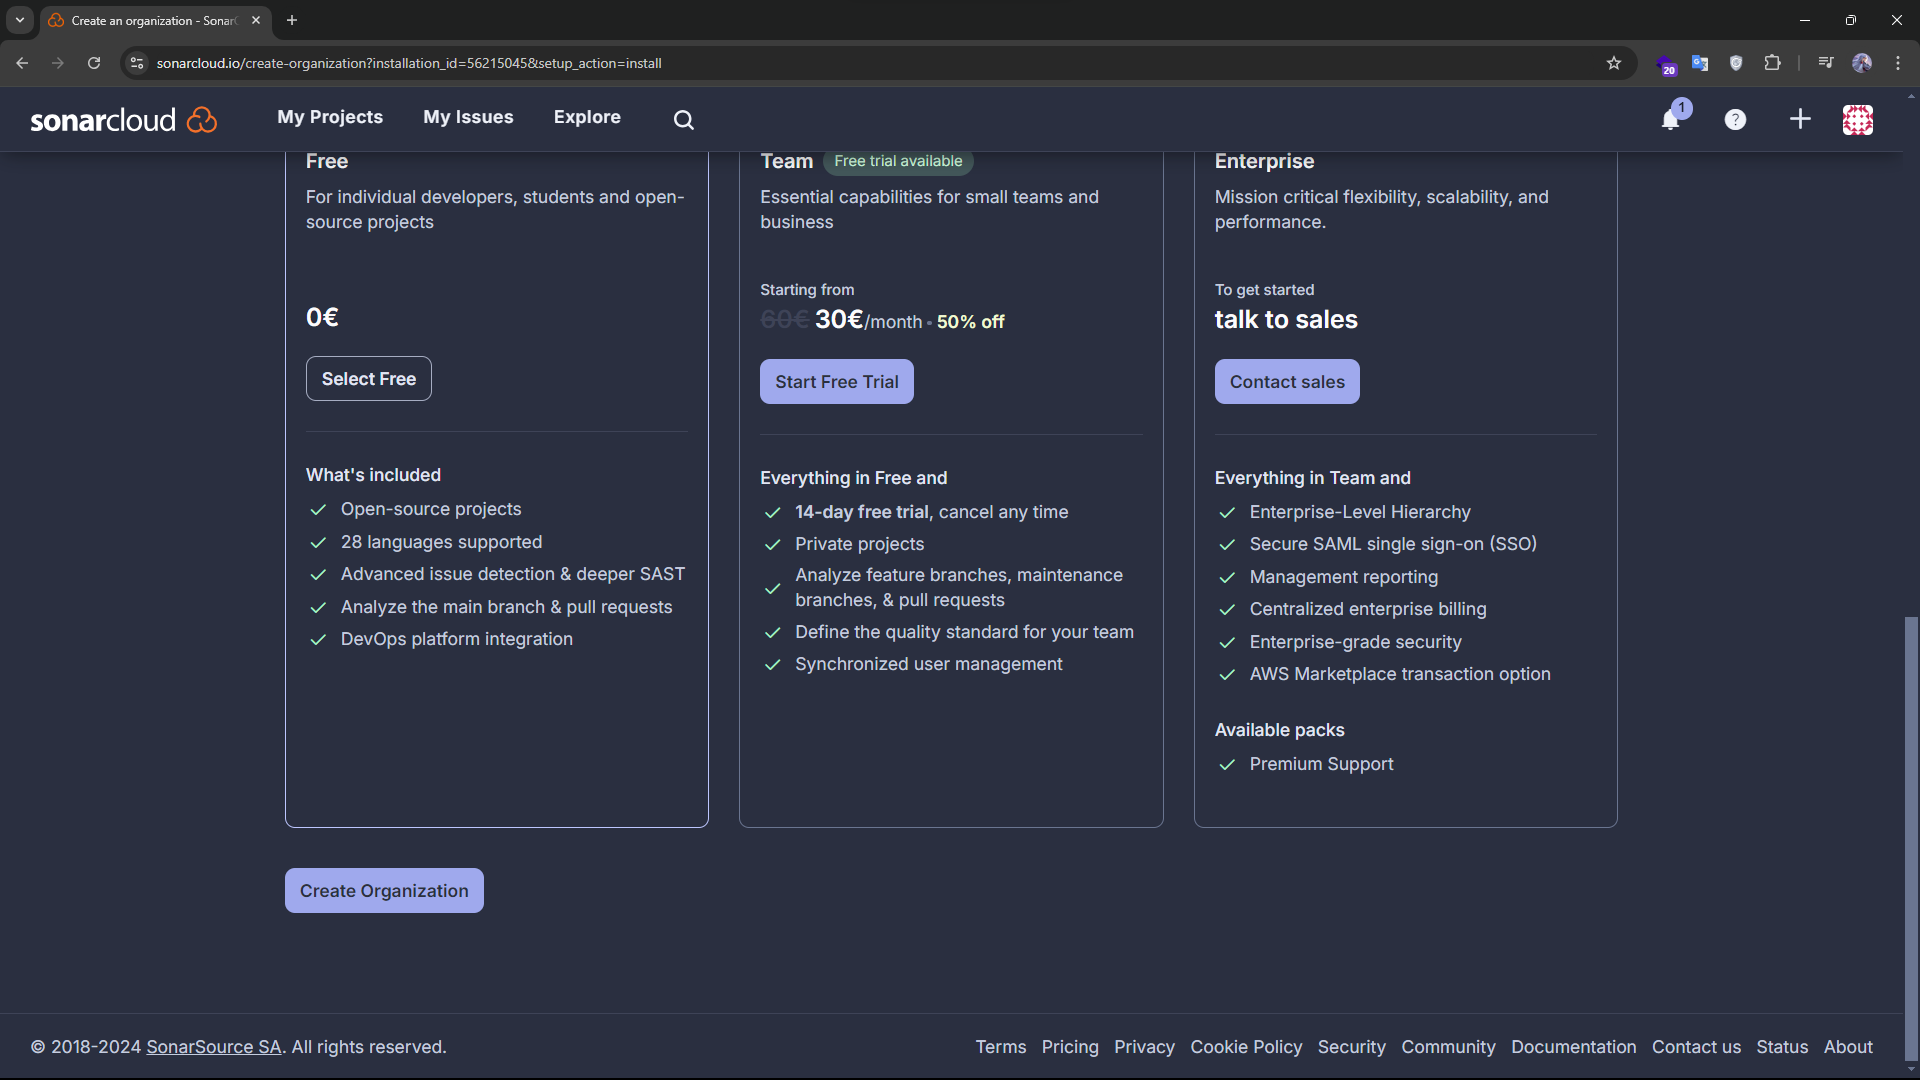 Create an organization - Sonar
sonarcloud.io/create-organization?installation_id=56215045&setup_action=install
20
sonarcloud
My Projects
My Issues
Explore
1
?
Free
For individual developers, students and open-
source projects
0€
Select Free
What's included
Open-source projects
28 languages supported
Advanced issue detection & deeper SAST
Analyze the main branch & pull requests
DevOps platform integration
Team
Free trial available
Essential capabilities for small teams and
business
Starting from
60€ 30€/month • 50% off
Start Free Trial
Everything in Free and
14-day free trial, cancel any time
Private projects
Analyze feature branches, maintenance
branches, & pull requests
Define the quality standard for your team
Synchronized user management
Enterprise
Mission critical flexibility, scalability, and
performance.
To get started
talk to sales
Contact sales
Everything in Team and
Enterprise-Level Hierarchy
Secure SAML single sign-on (SSO)
Management reporting
Centralized enterprise billing
Enterprise-grade security
AWS Marketplace transaction option
Available packs
Premium Support
Create Organization
© 2018-2024 SonarSource SA. All rights reserved.
Terms Pricing Privacy Cookie Policy Security Community Documentation Contact us Status About